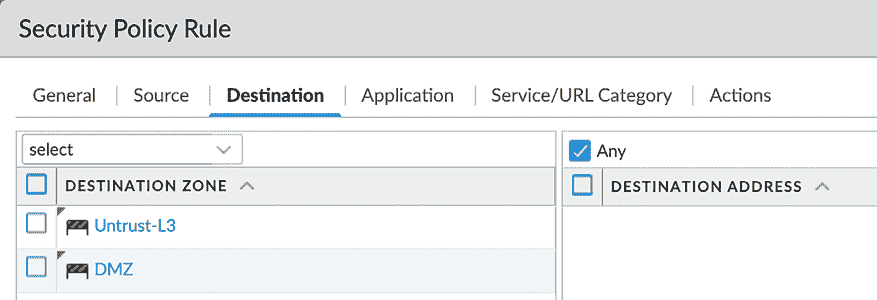 Security Policy Rule
General Source Destination Application Service/URL Category Actions
select Any
DESTINATION ZONE DESTINATION ADDRESS
Untrust-L3
DMZ